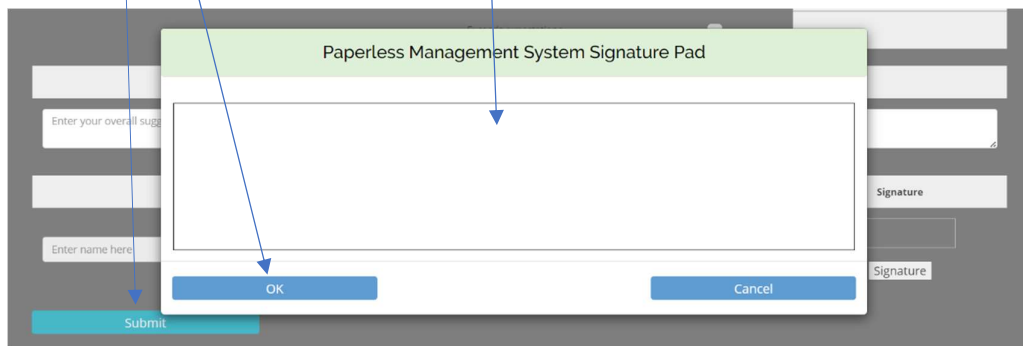 Paperless Management System Signature Pad
Enter your overall sugg
Signature
Enter name here
Signature
OK
Cancel
Submit